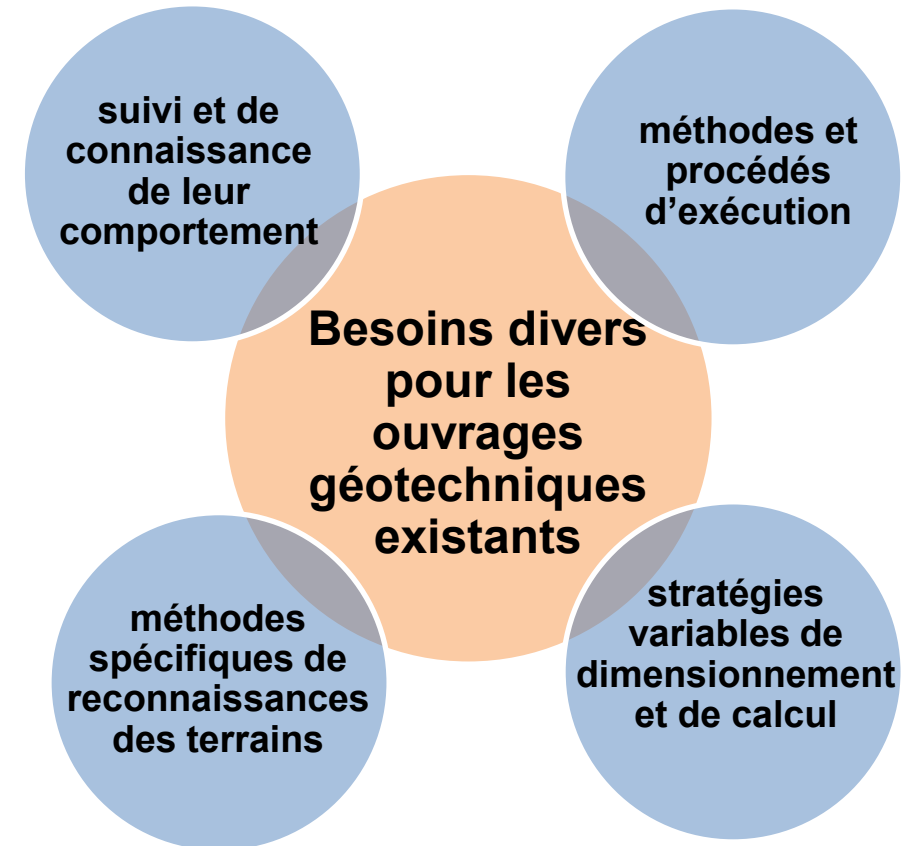 suivi et de
connaissance
de leur
comportement
méthodes et
procédés
d'exécution
Besoins divers
pour les
ouvrages
géotechniques
existants
méthodes
spécifiques de
reconnaissances
des terrains
stratégies
variables de
dimensionnement
et de calcul